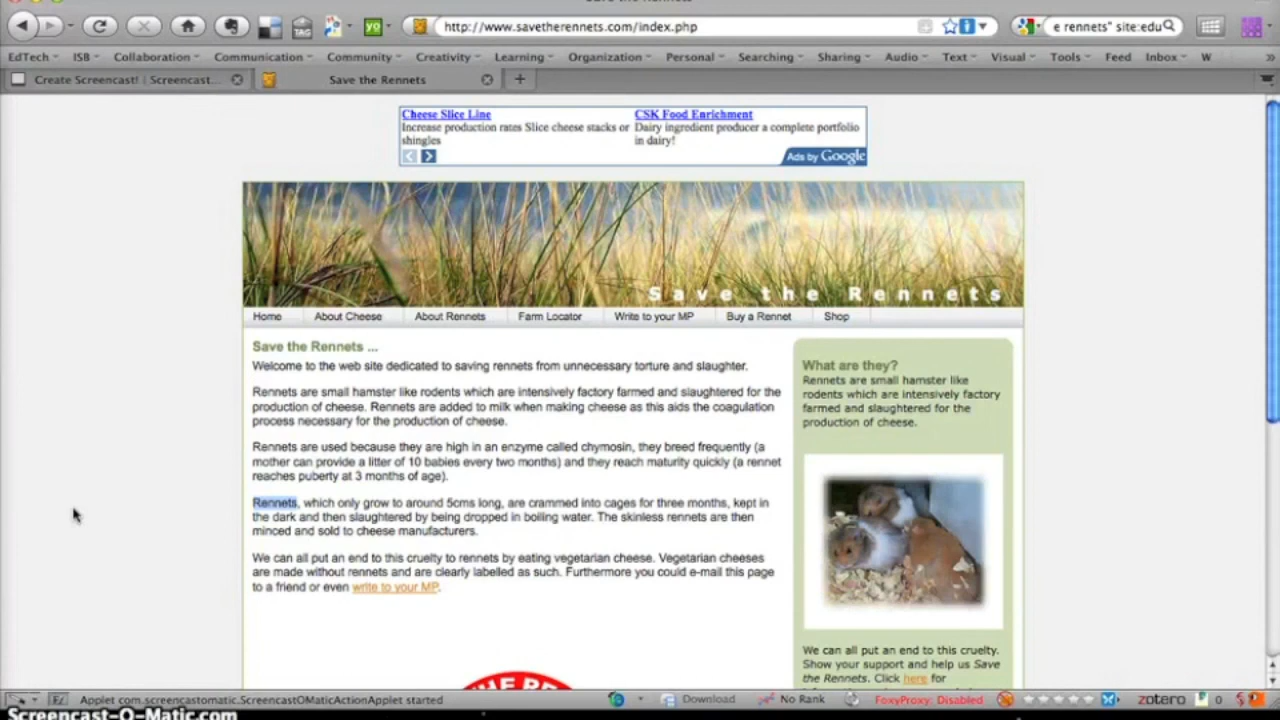 http://www.savetherennets.com/index.php
e rennets" site:edu
EdTech ISB Collaboration Communication Community Creativity Learning Organization Personal Searching Sharing Audio Text Visual Tools Feed Inbox W
Create Screencast! | Screencast...
Save the Rennets
Cheese Slice Line
Increase production rates Slice cheese stacks or
shingles
CSK Food Enrichment
Dairy ingredient producer a complete portfolio
in dairy!
Ads by Google
Save the Rennets
Home About Cheese About Rennets Farm Locator Write to your MP Buy a Rennet Shop
Save the Rennets ...
Welcome to the web site dedicated to saving rennets from unnecessary torture and slaughter.
Rennets are small hamster like rodents which are intensively factory farmed and slaughtered for the
production of cheese. Rennets are added to milk when making cheese as this aids the coagulation
process necessary for the production of cheese.
Rennets are used because they are high in an enzyme called chymosin, they breed frequently (a
mother can provide a litter of 10 babies every two months) and they reach maturity quickly (a rennet
reaches puberty at 3 months of age).
Rennets, which only grow to around 5cms long, are crammed into cages for three months, kept in
the dark and then slaughtered by being dropped in boiling water. The skinless rennets are then
minced and sold to cheese manufacturers.
We can all put an end to this cruelty to rennets by eating vegetarian cheese. Vegetarian cheeses
are made without rennets and are clearly labelled as such. Furthermore you could e-mail this page
to a friend or even write to your MP.
What are they?
Rennets are small hamster like
rodents which are intensively factory
farmed and slaughtered for the
production of cheese.
We can all put an end to this cruelty.
Show your support and help us Save
the Rennets. Click here for
Applet com.screencastomatic.ScreencastOMaticActionApplet started
Download
No Rank
FoxyProxy: Disabled
zotero
0
Screencast-O-Matic.com